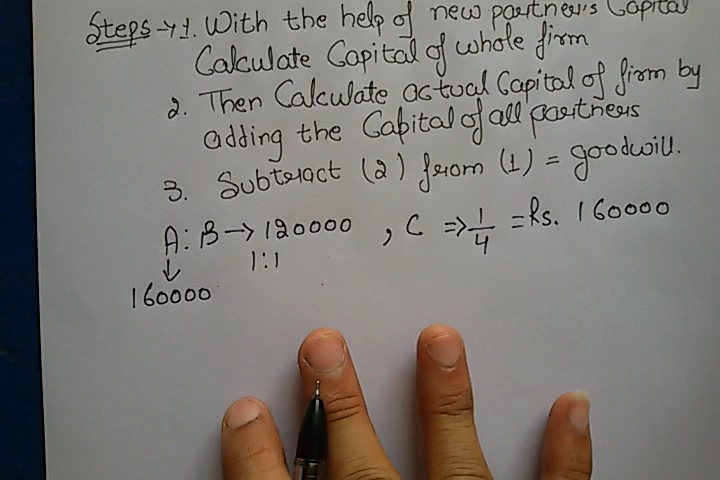 Steps → 1. With the help of new partner's Capital
Calculate Capital of whole firm
2. Then Calculate actual Capital of firm by
adding the Capital of all partners
3. Subtract (2) from (1) = goodwill.
A : B → 120000 , C ⇒ 1/4 = Rs. 160000
↓ 1:1
160000